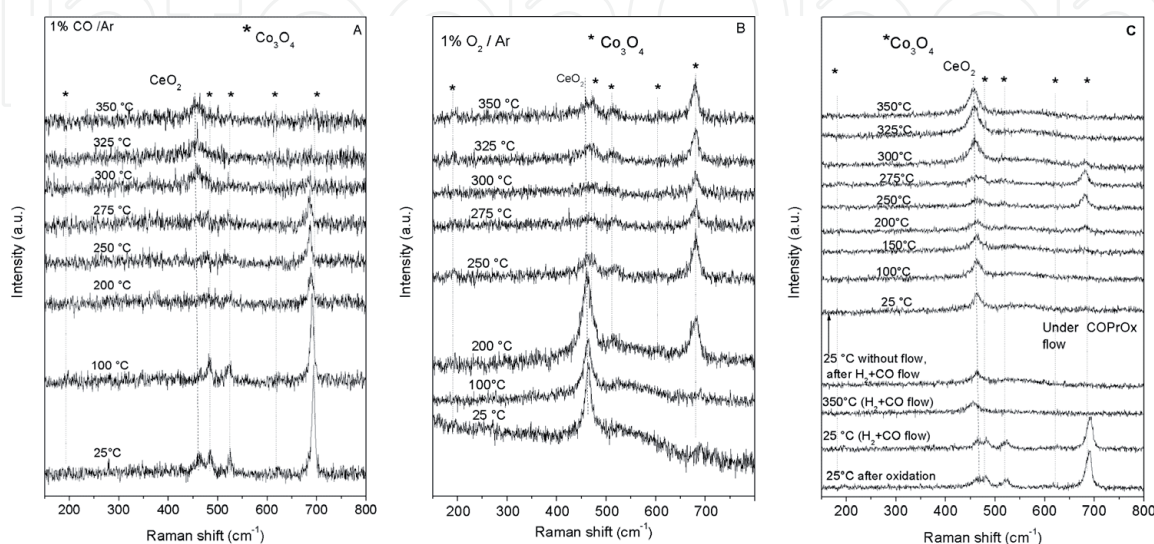 1% CO /Ar
A
* Co3O4
CeO2
* * * * *
350 °C
325 °C
300 °C
275 °C
250 °C
200 °C
100 °C
25°C
Intensity (a.u.)
200 300 400 500 600 700 800
Raman shift (cm-1)
1% O2 / Ar
B
* Co3O4
CeO2
* * * * *
350 °C
325 °C
300 °C
275 °C
250 °C
200 °C
100°C
25 °C
Intensity (a.u.)
200 300 400 500 600 700 800
Raman shift (cm-1)
C
*Co3O4
CeO2
* * * * *
350°C
325°C
300°C
275°C
250°C
200°C
150°C
100°C
25 °C
Under COPrOx
flow
25 °C without flow,
after H2+CO flow
350°C (H2+CO flow)
25 °C (H2+CO flow)
25°C after oxidation
Intensity (a.u.)
200 300 400 500 600 700 800
Raman shift (cm-1)